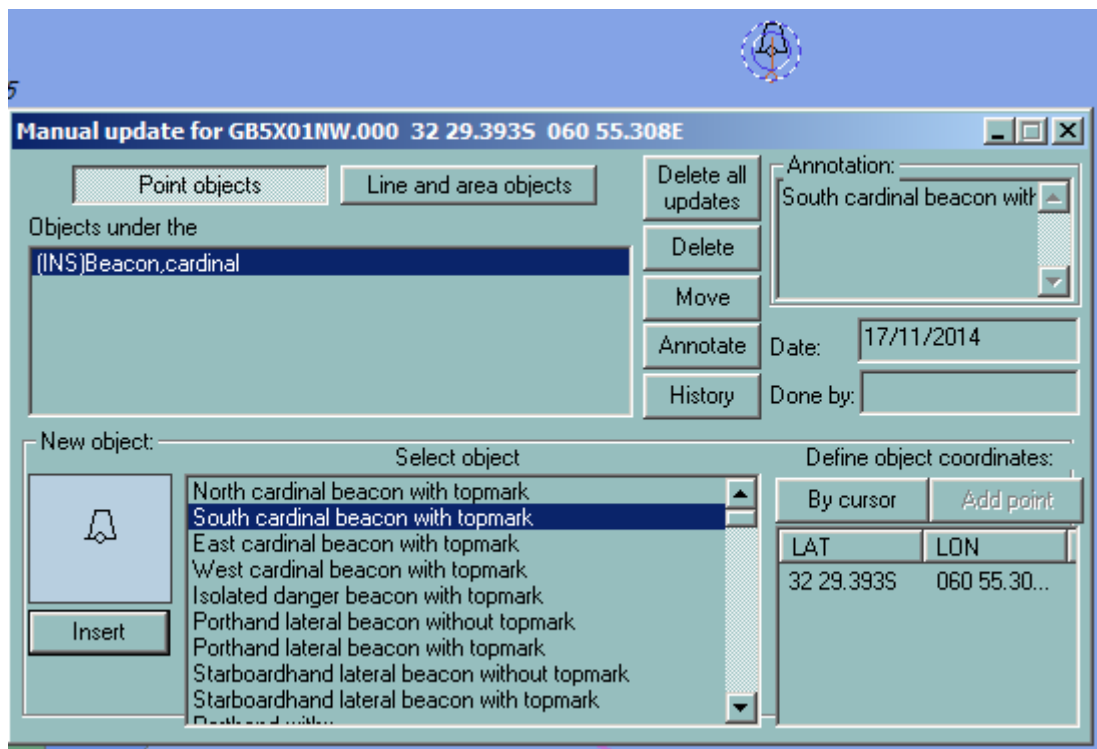 5
Manual update for GB5X01NW.000 32 29.393S 060 55.308E
Point objects
Line and area objects
Objects under the
(INS)Beacon,cardinal
Delete all
updates
Delete
Move
Annotate
History
Annotation:
South cardinal beacon with
Date:
17/11/2014
Done by:
New object:
Insert
Select object
North cardinal beacon with topmark
South cardinal beacon with topmark
East cardinal beacon with topmark
West cardinal beacon with topmark
Isolated danger beacon with topmark
Porthand lateral beacon without topmark
Porthand lateral beacon with topmark
Starboardhand lateral beacon without topmark
Starboardhand lateral beacon with topmark
Define object coordinates:
By cursor
Add point
LAT LON
32 29.393S 060 55.30...